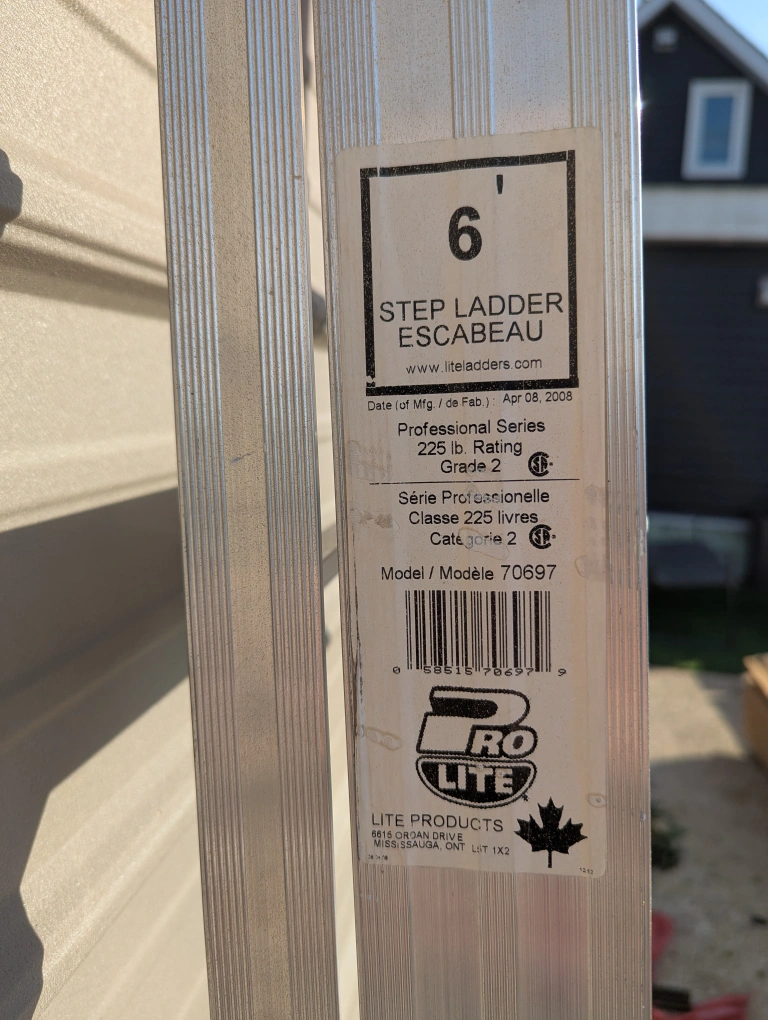 6'
STEP LADDER
ESCABEAU
www.liteladders.com
Date (of Mfg. / de Fab.) : Apr 08, 2008
Professional Series
225 lb. Rating
Grade 2
Série Professionelle
Classe 225 livres
Catégorie 2
Model / Modèle 70697
0 58515 70697 9
PRO
LITE
LITE PRODUCTS
6615 ORDAN DRIVE
MISSISSAUGA, ONT L5T 1X2